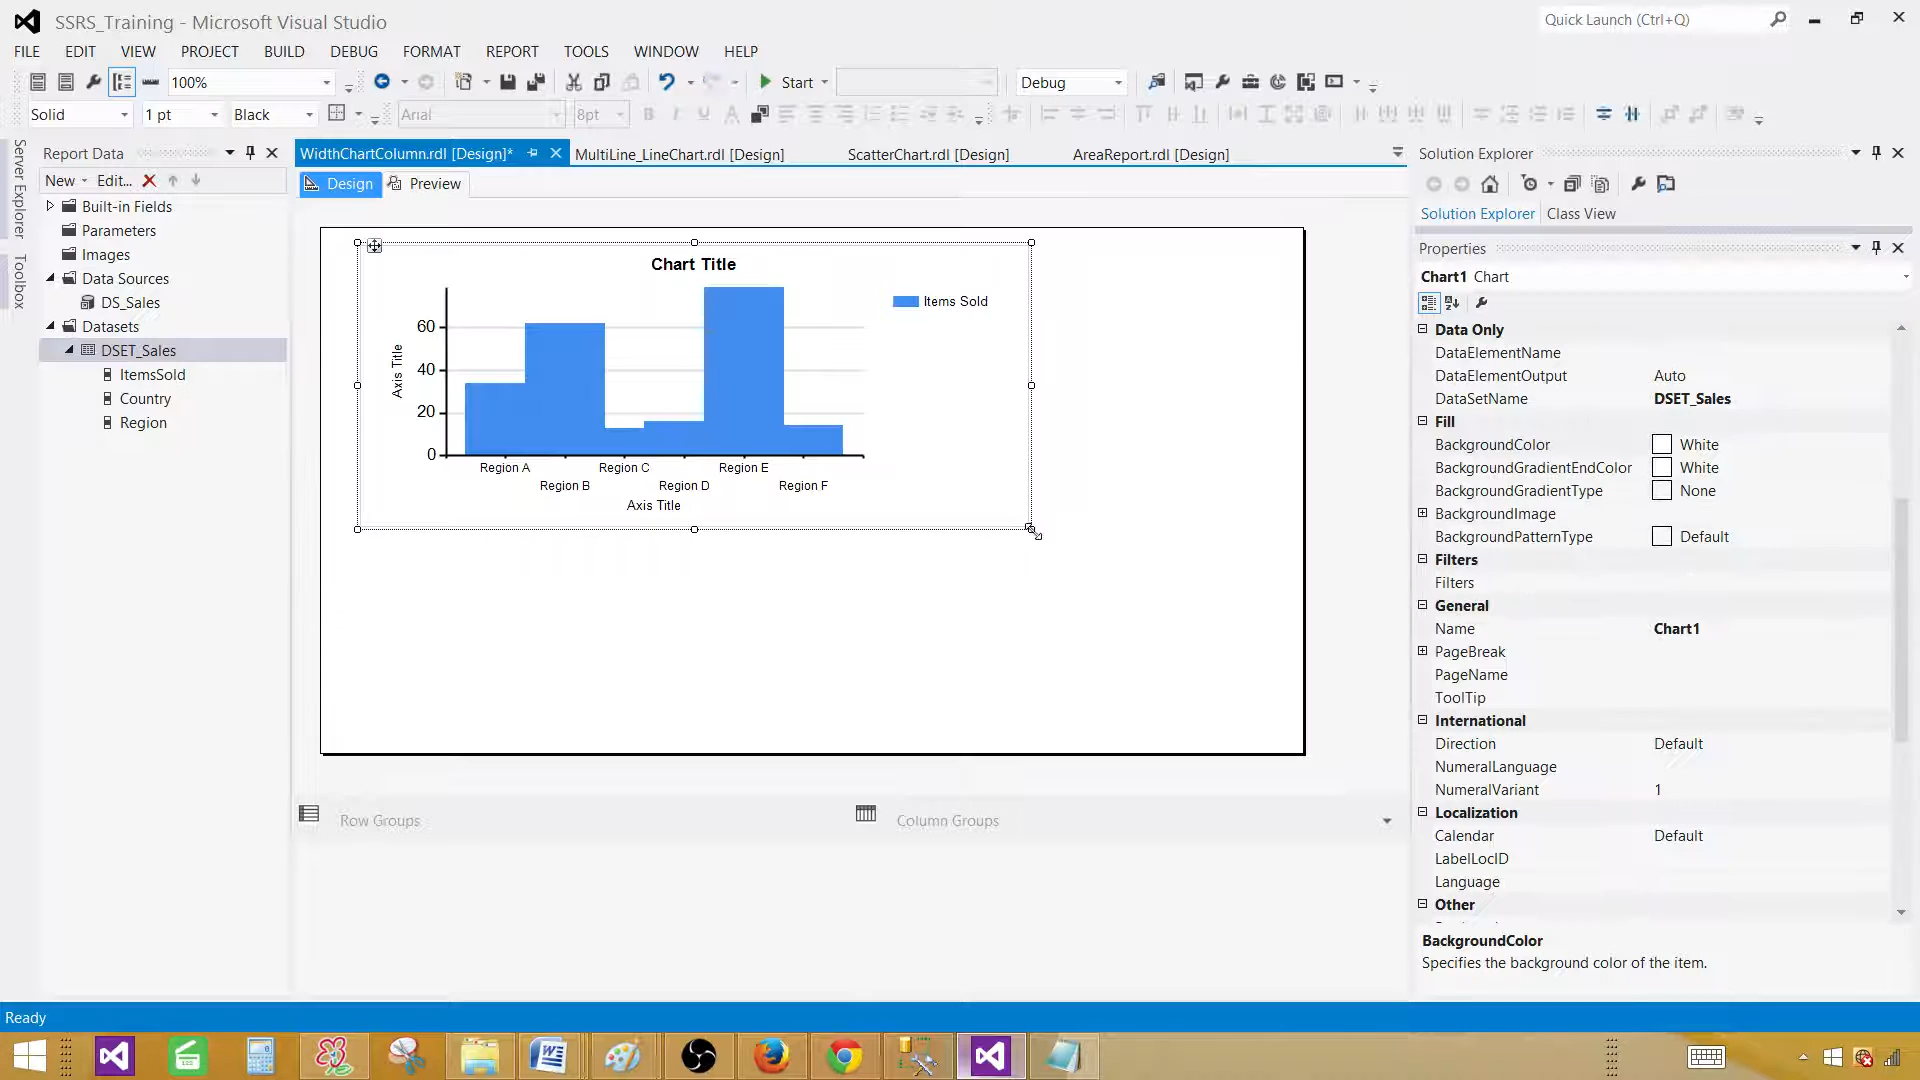 SSRS_Training - Microsoft Visual Studio
Quick Launch (Ctrl+Q)
FILE EDIT VIEW PROJECT BUILD DEBUG FORMAT REPORT TOOLS WINDOW HELP
100% Start Debug
Solid 1 pt Black Arial 8pt B I U A
Server Explorer
Toolbox
Report Data
New Edit...
Built-in Fields
Parameters
Images
Data Sources
DS_Sales
Datasets
DSET_Sales
ItemsSold
Country
Region
WidthChartColumn.rdl [Design]* MultiLine_LineChart.rdl [Design] ScatterChart.rdl [Design] AreaReport.rdl [Design]
Design Preview
Chart Title
Items Sold
Axis Title
60
40
20
0
Region A Region C Region E
Region B Region D Region F
Axis Title
Row Groups Column Groups
Solution Explorer
Solution Explorer Class View
Properties
Chart1 Chart
Data Only
DataElementName
DataElementOutput Auto
DataSetName DSET_Sales
Fill
BackgroundColor White
BackgroundGradientEndColor White
BackgroundGradientType None
BackgroundImage
BackgroundPatternType Default
Filters
Filters
General
Name Chart1
PageBreak
PageName
ToolTip
International
Direction Default
NumeralLanguage
NumeralVariant 1
Localization
Calendar Default
LabelLocID
Language
Other
BackgroundColor
Specifies the background color of the item.
Ready